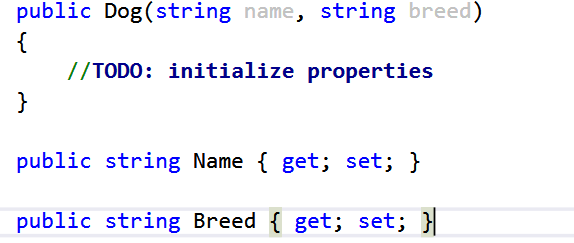 public Dog(string name, string breed)
{
    //TODO: initialize properties
}
public string Name { get; set; }
public string Breed { get; set; }